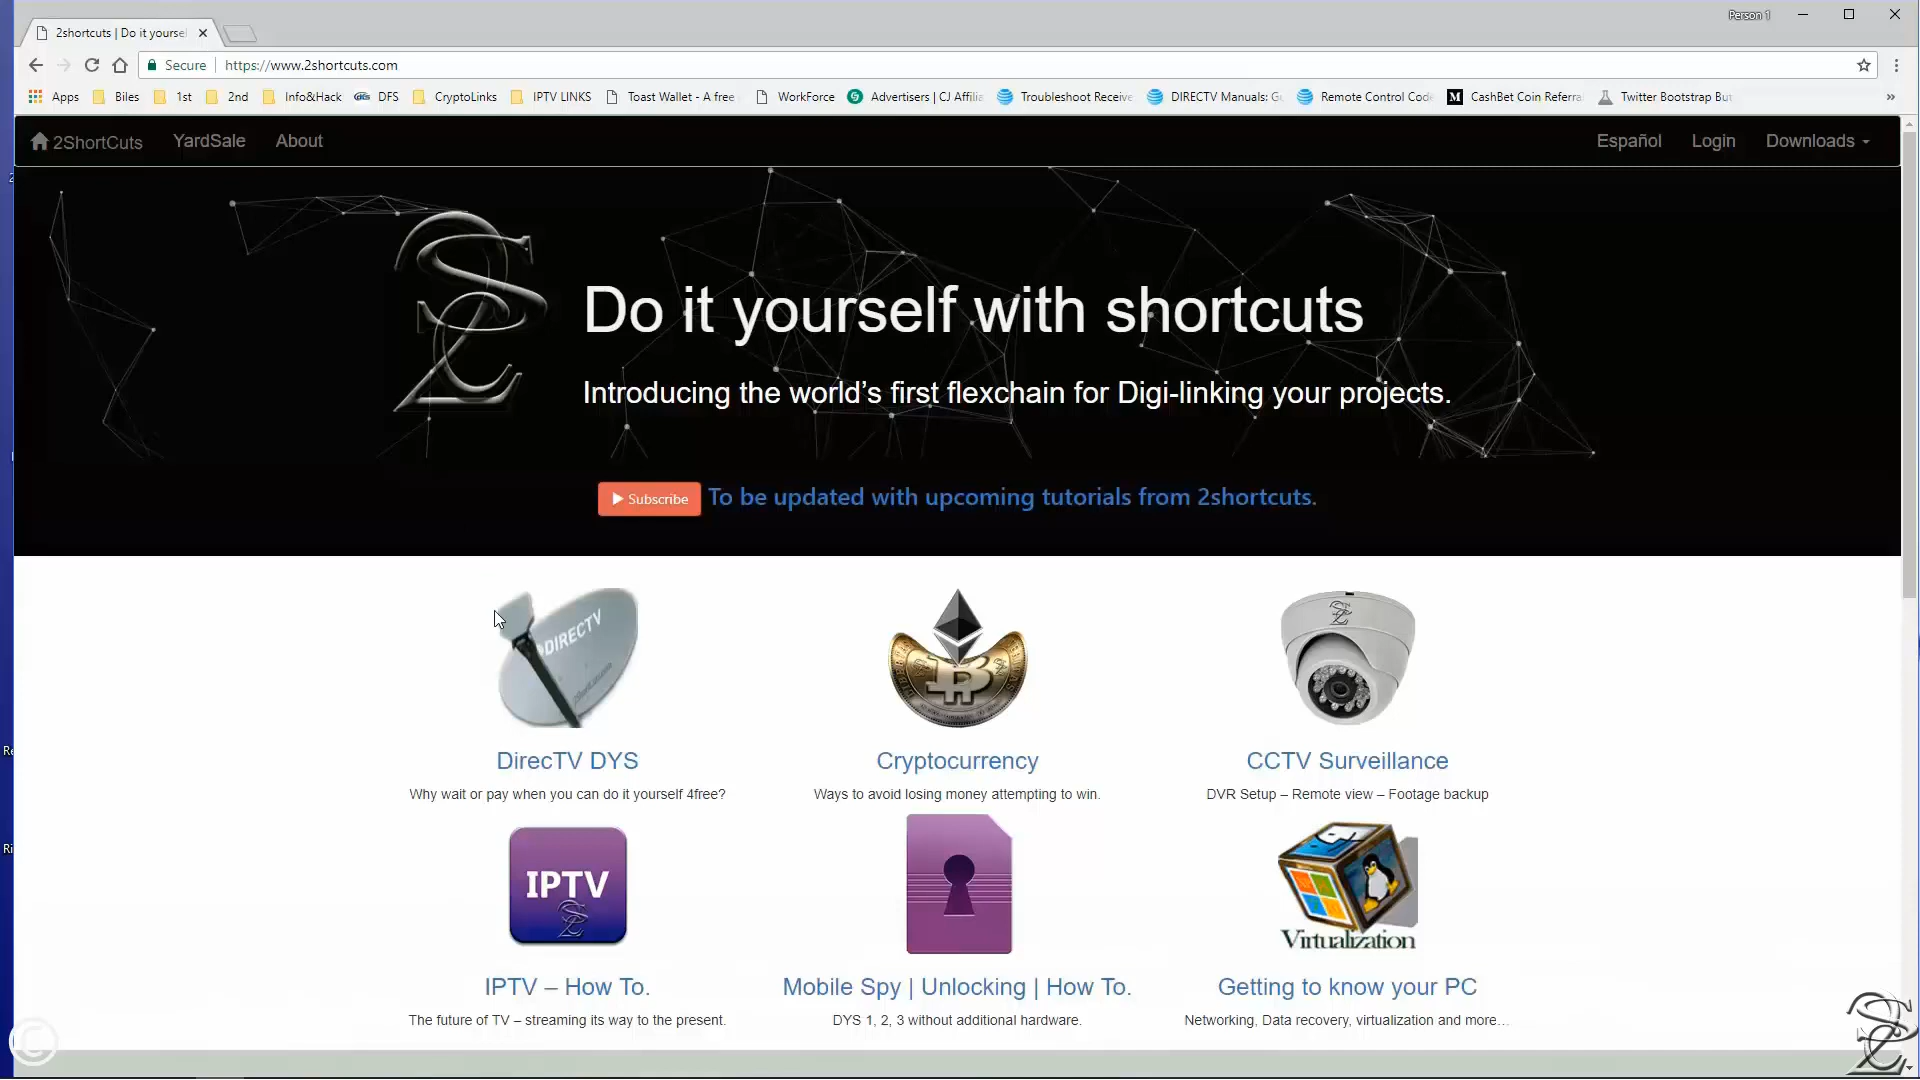 Person 1
2shortcuts | Do it yoursel
Secure https://www.2shortcuts.com
Apps Biles 1st 2nd Info&Hack DFS CryptoLinks IPTV LINKS Toast Wallet - A free WorkForce Advertisers | CJ Affilia Troubleshoot Receive DIRECTV Manuals: Gu Remote Control Code CashBet Coin Referra Twitter Bootstrap But »
2ShortCuts YardSale About Español Login Downloads
Do it yourself with shortcuts
Introducing the world’s first flexchain for Digi-linking your projects.
Subscribe To be updated with upcoming tutorials from 2shortcuts.
DIRECTV
IPTV
Virtualization
DirecTV DYS Cryptocurrency CCTV Surveillance
Why wait or pay when you can do it yourself 4free? Ways to avoid losing money attempting to win. DVR Setup – Remote view – Footage backup
IPTV – How To. Mobile Spy | Unlocking | How To. Getting to know your PC
The future of TV – streaming its way to the present. DYS 1, 2, 3 without additional hardware. Networking, Data recovery, virtualization and more…